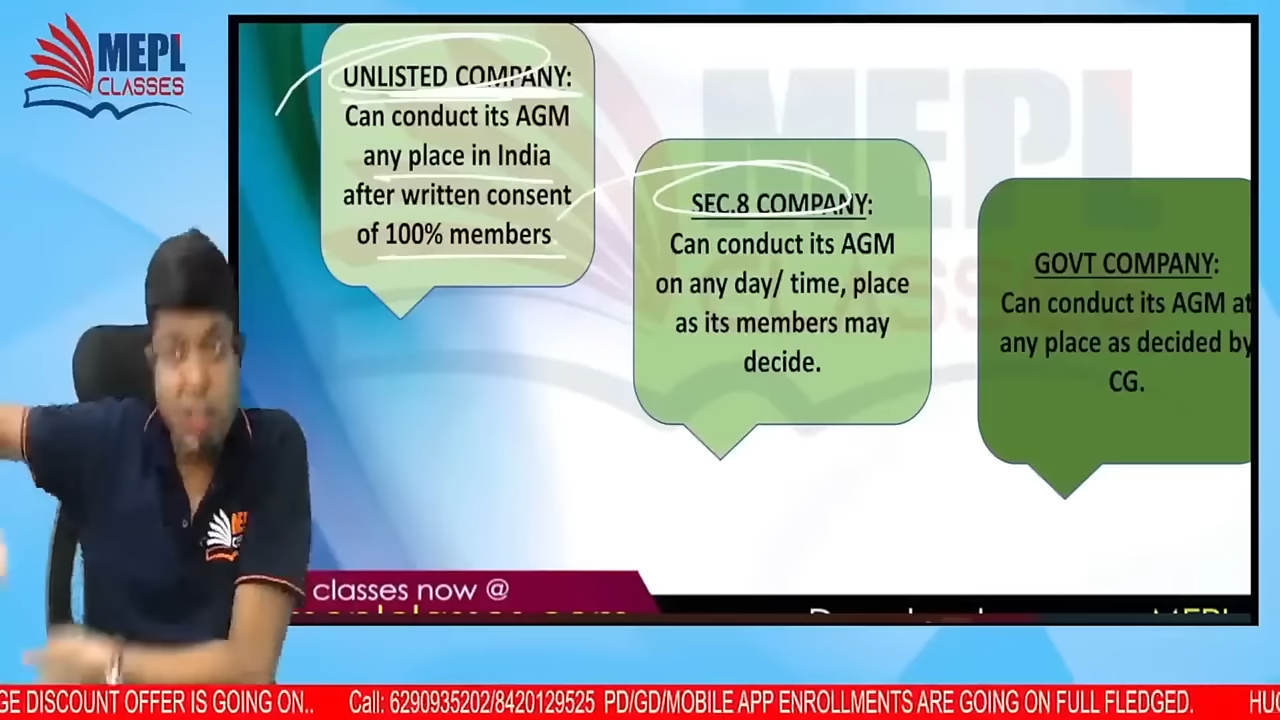 MEPL
CLASSES
UNLISTED COMPANY:
Can conduct its AGM
any place in India
after written consent
of 100% members
SEC.8 COMPANY:
Can conduct its AGM
on any day/ time, place
as its members may
decide.
GOVT COMPANY:
Can conduct its AGM at
any place as decided by
CG.
MEPL
classes now @
GE DISCOUNT OFFER IS GOING ON.. Call: 6290935202/8420129525 PD/GD/MOBILE APP ENROLLMENTS ARE GOING ON FULL FLEDGED. HUG